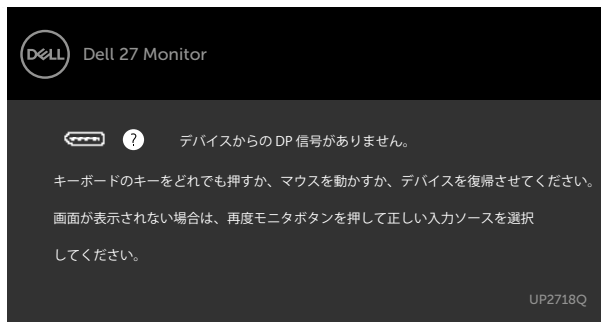 DELL
Dell 27 Monitor
? デバイスからの DP 信号がありません。
キーボードのキーをどれでも押すか、マウスを動かすか、デバイスを復帰させてください。
画面が表示されない場合は、再度モニタボタンを押して正しい入力ソースを選択
してください。
UP2718Q